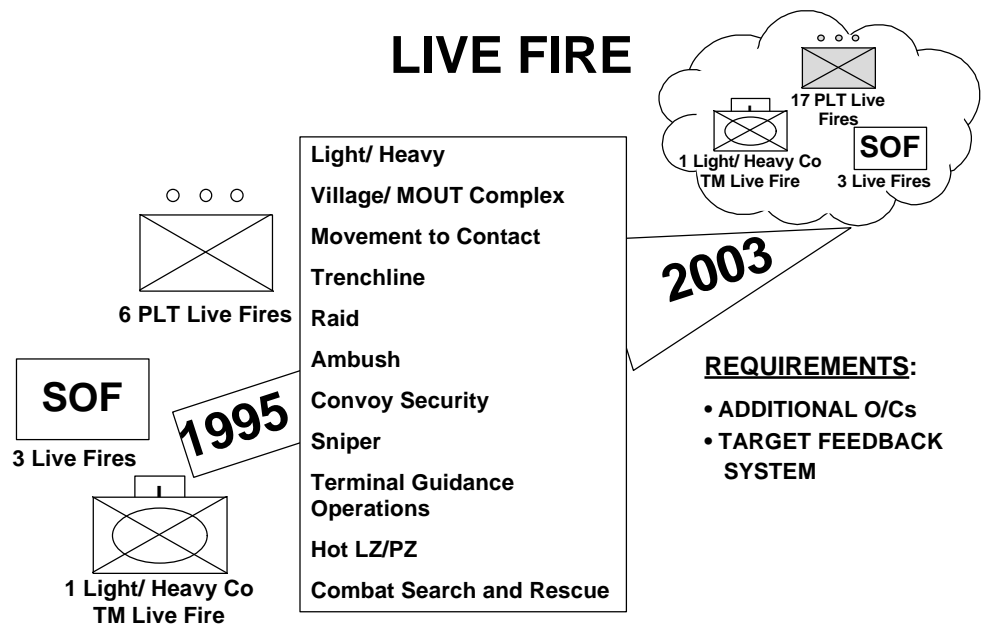 LIVE FIRE
17 PLT Live
Fires
1 Light/ Heavy Co
TM Live Fire
SOF
3 Live Fires
6 PLT Live Fires
SOF
3 Live Fires
1995
I
1 Light/ Heavy Co
TM Live Fire
Light/ Heavy
Village/ MOUT Complex
Movement to Contact
Trenchline
Raid
Ambush
Convoy Security
Sniper
Terminal Guidance
Operations
Hot LZ/PZ
Combat Search and Rescue
2003
REQUIREMENTS:
• ADDITIONAL O/Cs
• TARGET FEEDBACK
SYSTEM